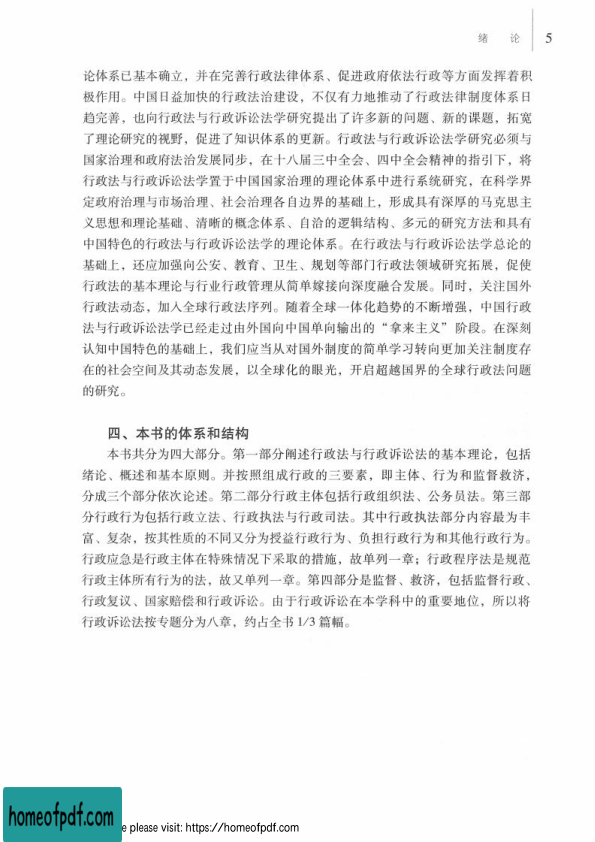 绪 论 5
论体系已基本确立，并在完善行政法律体系、促进政府依法行政等方面发挥着积
极作用。中国日益加快的行政法治建设，不仅有力地推动了行政法律制度体系日
趋完善，也向行政法与行政诉讼法学研究提出了许多新的问题、新的课题，拓宽
了理论研究的视野，促进了知识体系的更新。行政法与行政诉讼法学研究必须与
国家治理和政府法治发展同步，在十八届三中全会、四中全会精神的指引下，将
行政法与行政诉讼法学置于中国国家治理的理论体系中进行系统研究，在科学界
定政府治理与市场治理、社会治理各自边界的基础上，形成具有深厚的马克思主
义思想和理论基础、清晰的概念体系、自洽的逻辑结构、多元的研究方法和具有
中国特色的行政法与行政诉讼法学的理论体系。在行政法与行政诉讼法学总论的
基础上，还应加强向公安、教育、卫生、规划等部门行政法领域研究拓展，促使
行政法的基本理论与行业行政管理从简单嫁接向深度融合发展。同时，关注国外
行政法动态，加入全球行政法序列。随着全球一体化趋势的不断增强，中国行政
法与行政诉讼法学已经走过由外国向中国单向输出的“拿来主义”阶段。在深刻
认知中国特色的基础上，我们应当从对国外制度的简单学习转向更加关注制度存
在的社会空间及其动态发展，以全球化的眼光，开启超越国界的全球行政法问题
的研究。
四、本书的体系和结构
本书共分为四大部分。第一部分阐述行政法与行政诉讼法的基本理论，包括
绪论、概述和基本原则。并按照组成行政的三要素，即主体、行为和监督救济，
分成三个部分依次论述。第二部分行政主体包括行政组织法、公务员法。第三部
分行政行为包括行政立法、行政执法与行政司法。其中行政执法部分内容最为丰
富、复杂，按其性质的不同又分为授益行政行为、负担行政行为和其他行政行为。
行政应急是行政主体在特殊情况下采取的措施，故单列一章；行政程序法是规范
行政主体所有行为的法，故又单列一章。第四部分是监督、救济，包括监督行政、
行政复议、国家赔偿和行政诉讼。由于行政诉讼在本学科中的重要地位，所以将
行政诉讼法按专题分为八章，约占全书 1/3 篇幅。
homeofpdf.com
e please visit: https://homeofpdf.com